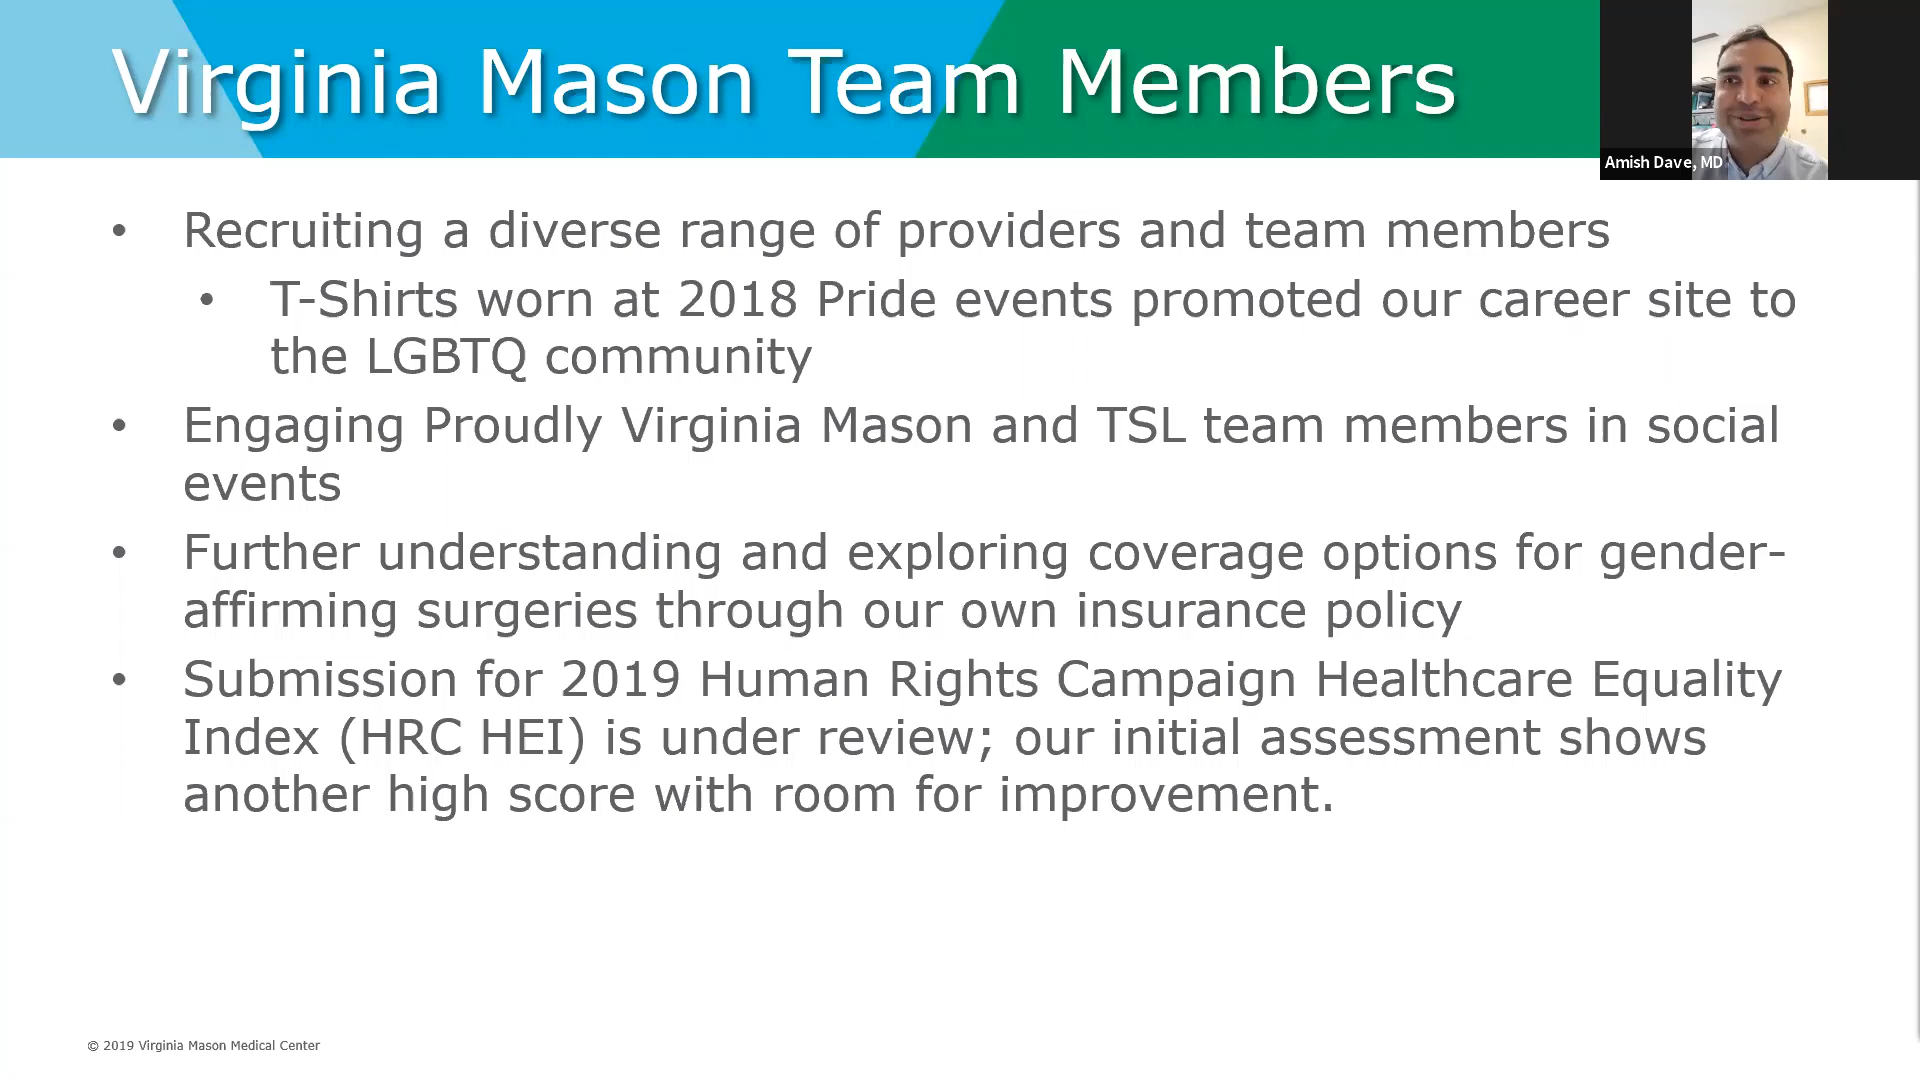 Virginia Mason Team Members
Amish Dave, MD
• Recruiting a diverse range of providers and team members
• T-Shirts worn at 2018 Pride events promoted our career site to
the LGBTQ community
• Engaging Proudly Virginia Mason and TSL team members in social
events
• Further understanding and exploring coverage options for gender-
affirming surgeries through our own insurance policy
• Submission for 2019 Human Rights Campaign Healthcare Equality
Index (HRC HEI) is under review; our initial assessment shows
another high score with room for improvement.
© 2019 Virginia Mason Medical Center